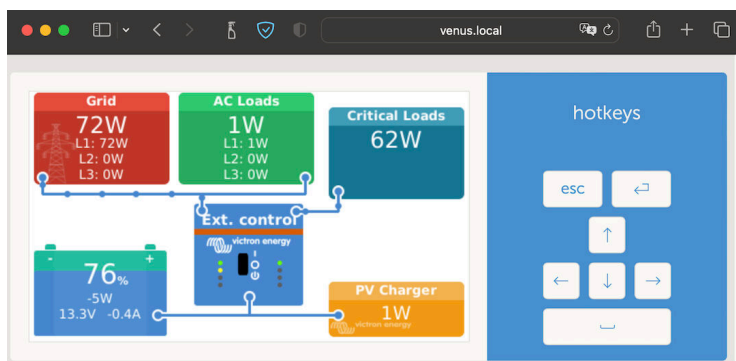 venus.local
Grid
72W
L1: 72W
L2: 0W
L3: 0W
AC Loads
1W
L1: 1W
L2: 0W
L3: 0W
Critical Loads
62W
Ext. control
victron energy
I
O
- +
76%
-5W
13.3V -0.4A
PV Charger
1W
victron energy
hotkeys
esc